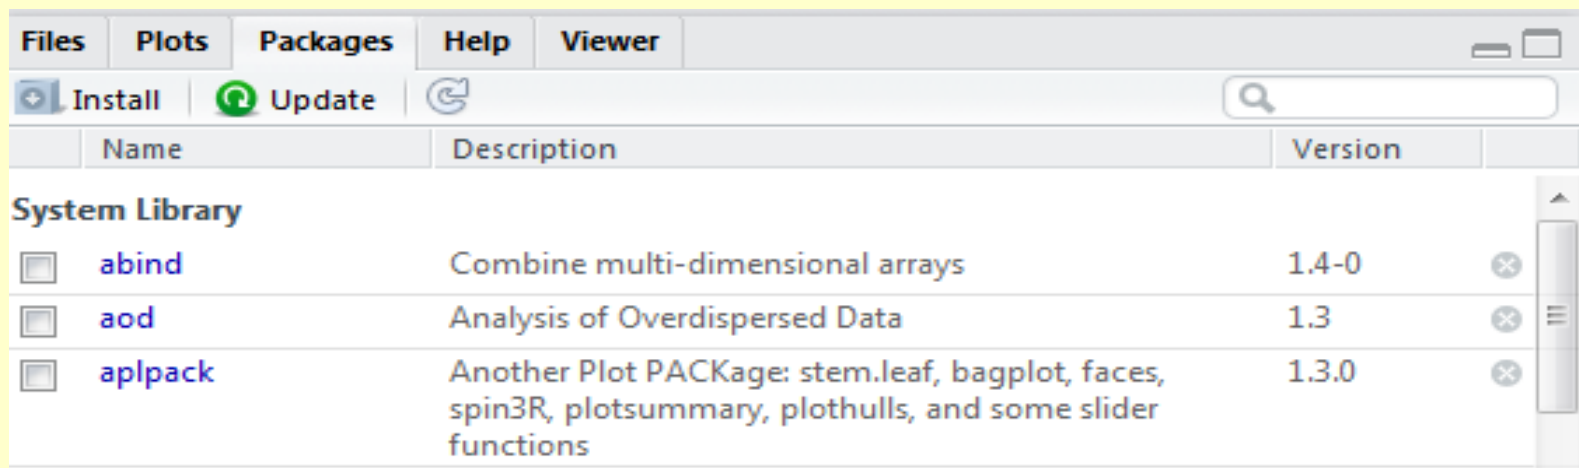 Files Plots Packages Help Viewer
Install Update
Name Description Version
System Library
abind Combine multi-dimensional arrays 1.4-0
aod Analysis of Overdispersed Data 1.3
aplpack Another Plot PACKage: stem.leaf, bagplot, faces, 1.3.0
spin3R, plotsummary, plothulls, and some slider
functions